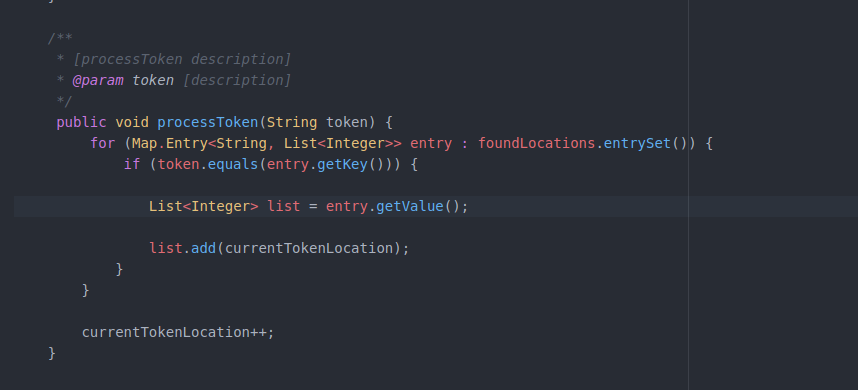 /**
 * [processToken description]
 * @param token [description]
 */
public void processToken(String token) {
for (Map.Entry<String, List<Integer>> entry : foundLocations.entrySet()) {
if (token.equals(entry.getKey())) {
List<Integer> list = entry.getValue();
list.add(currentTokenLocation);
}
}
currentTokenLocation++;
}